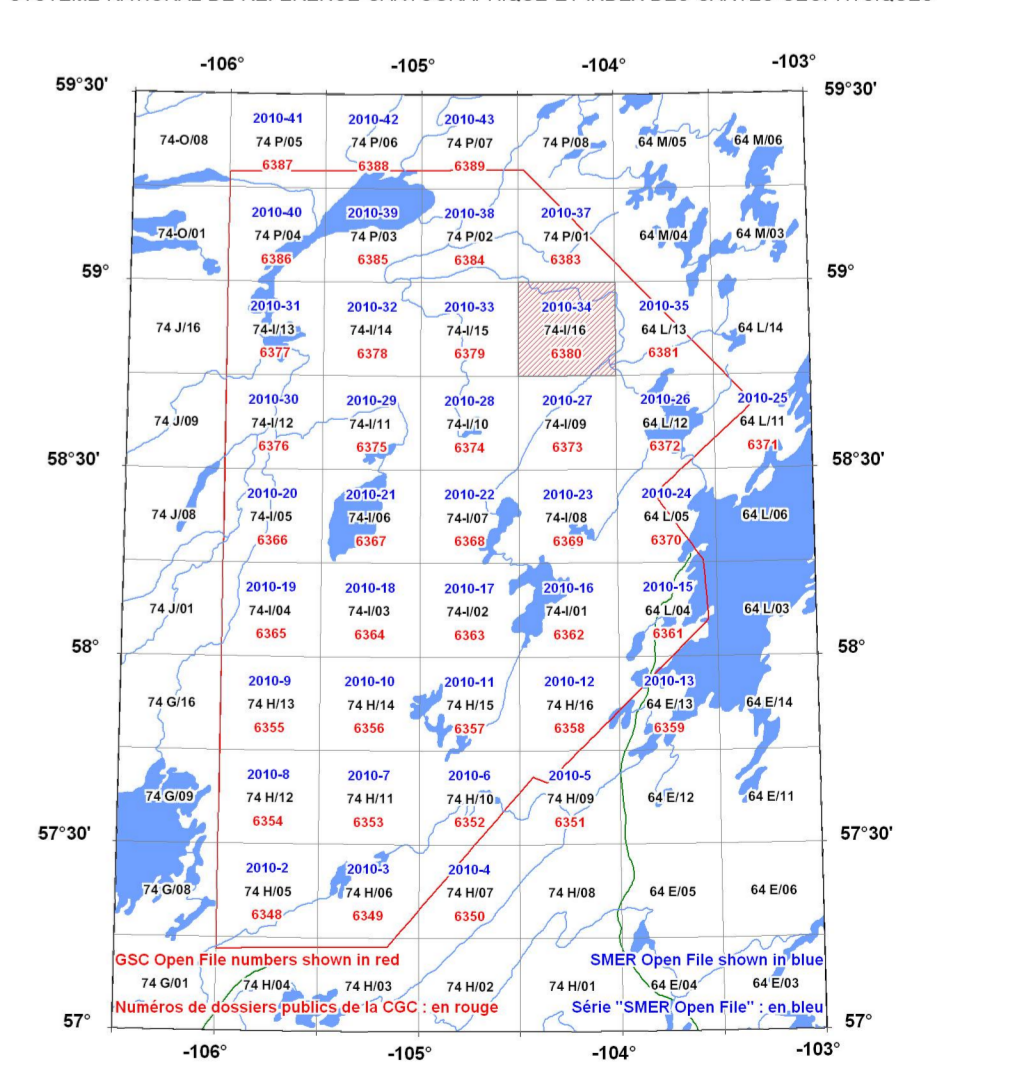 SYSTÈME NATIONAL DE RÉFÉRENCE CARTOGRAPHIQUE ET INDEX DES CARTES GÉOPHYSIQUES
-106° -105° -104° -103°
59°30' 59°30'
2010-41 2010-42 2010-43
74-O/08 74 P/05 74 P/06 74 P/07 74 P/08 64 M/05 64 M/06
6387 6388 6389
2010-40 2010-39 2010-38 2010-37
74-O/01 74 P/04 74 P/03 74 P/02 74 P/01 64 M/04 64 M/03
6386 6385 6384 6383
59° 59°
2010-31 2010-32 2010-33 2010-34 2010-35
74 J/16 74-I/13 74-I/14 74-I/15 74-I/16 64 L/13 64 L/14
6377 6378 6379 6380 6381
2010-30 2010-29 2010-28 2010-27 2010-26 2010-25
74 J/09 74-I/12 74-I/11 74-I/10 74-I/09 64 L/12 64 L/11
6376 6375 6374 6373 6372 6371
58°30' 58°30'
2010-20 2010-21 2010-22 2010-23 2010-24
74 J/08 74-I/05 74-I/06 74-I/07 74-I/08 64 L/05 64 L/06
6366 6367 6368 6369 6370
2010-19 2010-18 2010-17 2010-16 2010-15
74 J/01 74-I/04 74-I/03 74-I/02 74-I/01 64 L/04 64 L/03
6365 6364 6363 6362 6361
58° 58°
2010-9 2010-10 2010-11 2010-12 2010-13
74 G/16 74 H/13 74 H/14 74 H/15 74 H/16 64 E/13 64 E/14
6355 6356 6357 6358 6359
2010-8 2010-7 2010-6 2010-5
74 G/09 74 H/12 74 H/11 74 H/10 74 H/09 64 E/12 64 E/11
6354 6353 6352 6351
57°30' 57°30'
2010-2 2010-3 2010-4
74 G/08 74 H/05 74 H/06 74 H/07 74 H/08 64 E/05 64 E/06
6348 6349 6350
GSC Open File numbers shown in red SMER Open File shown in blue
74 G/01 74 H/04 74 H/03 74 H/02 74 H/01 64 E/04 64 E/03
Numéros de dossiers publics de la CGC : en rouge Série "SMER Open File" : en bleu
57° 57°
-106° -105° -104° -103